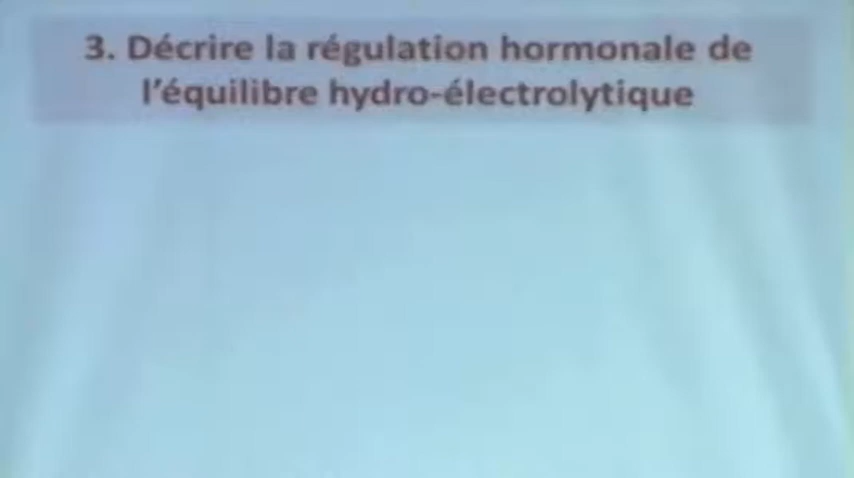 3. Décrire la régulation hormonale de
l'équilibre hydro-électrolytique